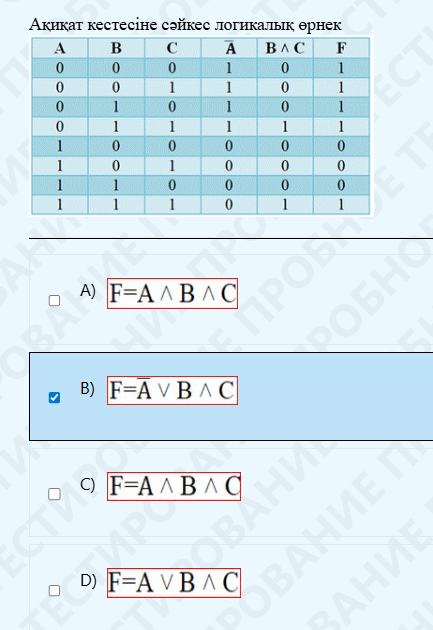 Ақиқат кестесіне сәйкес логикалық өрнек
A B C A̅ B ∧ C F
0 0 0 1 0 1
0 0 1 1 0 1
0 1 0 1 0 1
0 1 1 1 1 1
1 0 0 0 0 0
1 0 1 0 0 0
1 1 0 0 0 0
1 1 1 0 1 1
A) F=A ∧ B ∧ C
B) F=A̅ ∨ B ∧ C
C) F=A ∧ B ∧ C
D) F=A ∨ B ∧ C